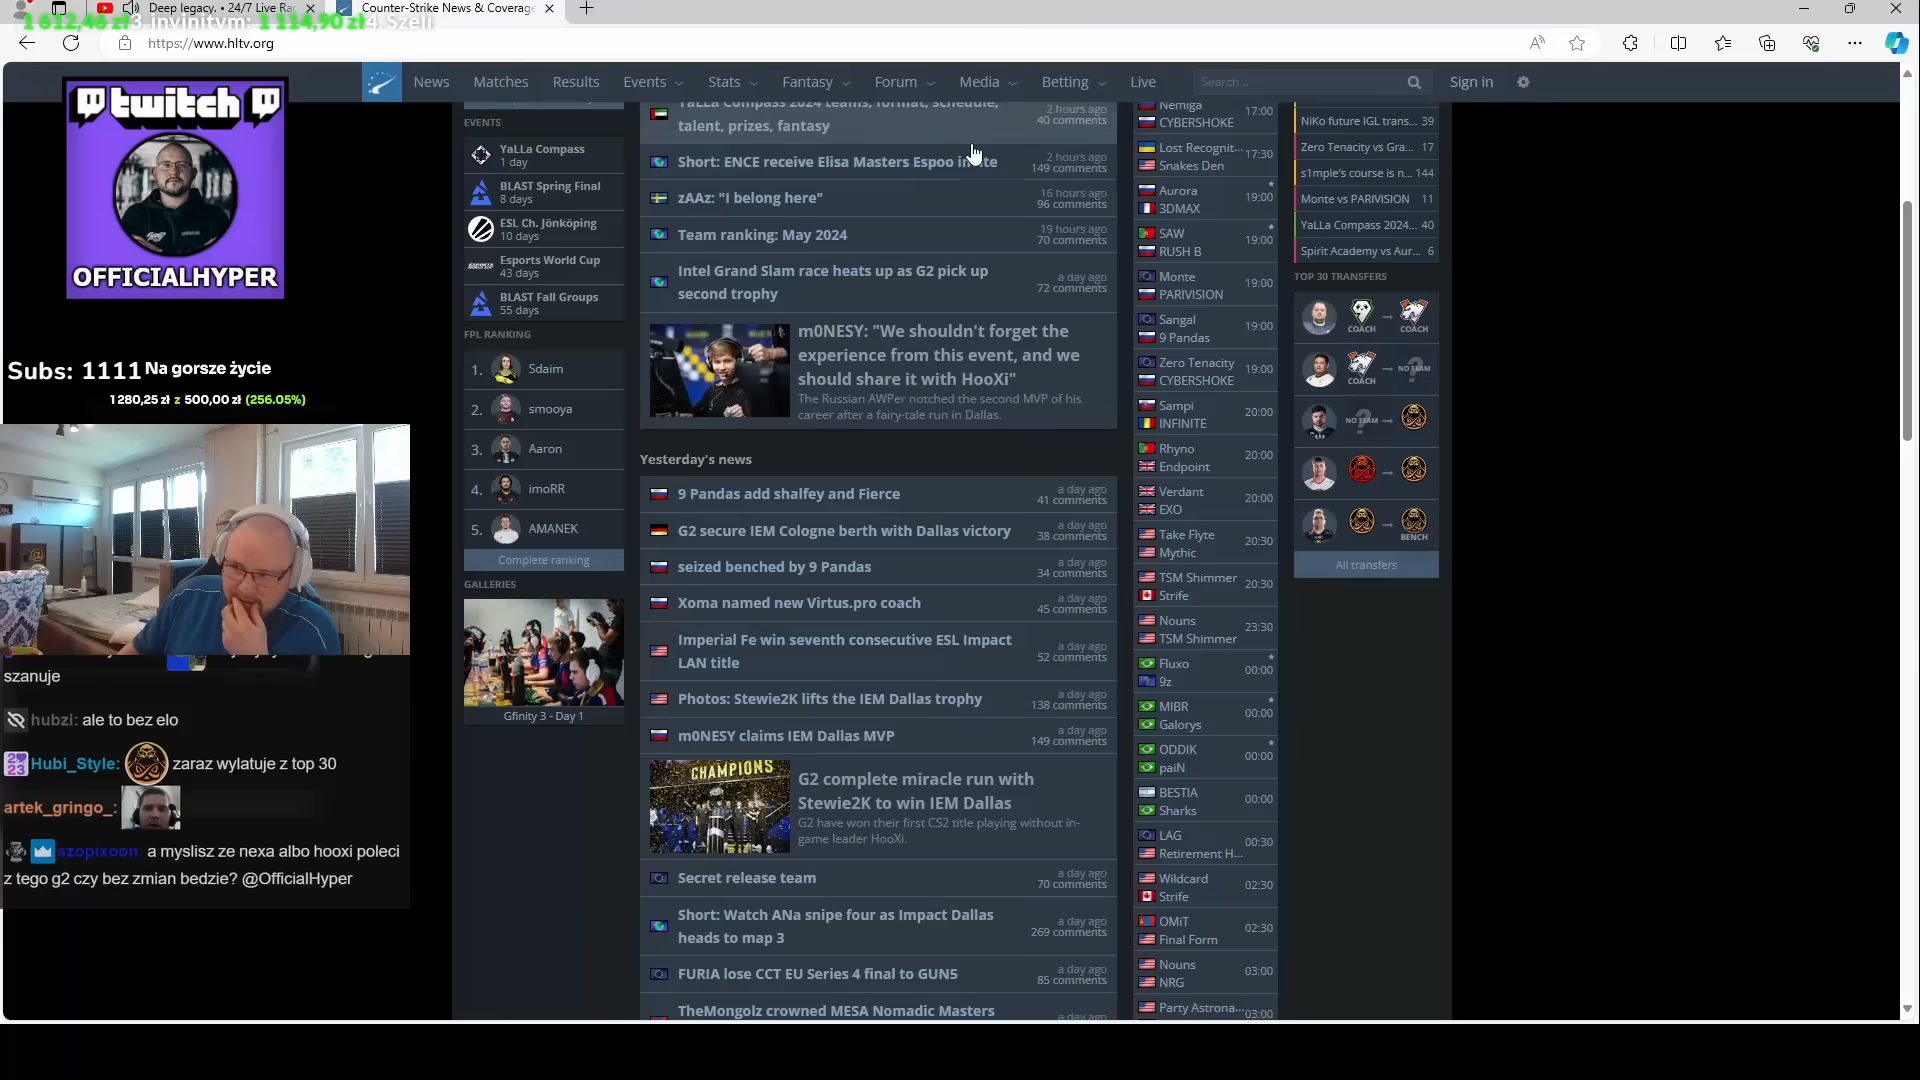 Deep legacy. • 24/7 Live Ra
Counter-Strike News & Coverage
1 612,46 zł 3. invinitvm: 1 114,90 zł 4. Szeli
https://www.hltv.org
News
Matches
Results
Events
Stats
Fantasy
Forum
Media
Betting
Live
Search...
Sign in
twitch
OFFICIALHYPER
Subs: 1111 Na gorsze życie
1 280,25 zł z 500,00 zł (256.05%)
szanuje
hubzi: ale to bez elo
Hubi_Style: zaraz wylatuje z top 30
artek_gringo_:
szopixoon: a myslisz ze nexa albo hooxi poleci
z tego g2 czy bez zmian bedzie? @OfficialHyper
EVENTS
YaLLa Compass
1 day
BLAST Spring Final
8 days
ESL Ch. Jönköping
10 days
Esports World Cup
43 days
BLAST Fall Groups
55 days
FPL RANKING
1. Sdaim
2. smooya
3. Aaron
4. imoRR
5. AMANEK
Complete ranking
GALLERIES
Gfinity 3 - Day 1
YaLLa Compass 2024 teams, format, schedule,
talent, prizes, fantasy
2 hours ago
40 comments
Short: ENCE receive Elisa Masters Espoo in te
2 hours ago
149 comments
zAAz: "I belong here"
16 hours ago
96 comments
Team ranking: May 2024
19 hours ago
70 comments
Intel Grand Slam race heats up as G2 pick up
second trophy
a day ago
72 comments
m0NESY: "We shouldn't forget the
experience from this event, and we
should share it with HooXi"
The Russian AWPer notched the second MVP of his
career after a fairy-tale run in Dallas.
Yesterday's news
9 Pandas add shalfey and Fierce
a day ago
41 comments
G2 secure IEM Cologne berth with Dallas victory
a day ago
38 comments
seized benched by 9 Pandas
a day ago
34 comments
Xoma named new Virtus.pro coach
a day ago
45 comments
Imperial Fe win seventh consecutive ESL Impact
LAN title
a day ago
52 comments
Photos: Stewie2K lifts the IEM Dallas trophy
a day ago
138 comments
m0NESY claims IEM Dallas MVP
a day ago
149 comments
CHAMPIONS
G2 complete miracle run with
Stewie2K to win IEM Dallas
G2 have won their first CS2 title playing without in-
game leader HooXi.
Secret release team
a day ago
70 comments
Short: Watch ANa snipe four as Impact Dallas
heads to map 3
a day ago
269 comments
FURIA lose CCT EU Series 4 final to GUN5
a day ago
85 comments
TheMongolz crowned MESA Nomadic Masters
a day ago
Nemiga
CYBERSHOKE
17:00
Lost Recognit...
Snakes Den
17:30
Aurora
3DMAX
19:00
SAW
RUSH B
19:00
Monte
PARIVISION
19:00
Sangal
9 Pandas
19:00
Zero Tenacity
CYBERSHOKE
19:00
Sampi
INFINITE
20:00
Rhyno
Endpoint
20:00
Verdant
EXO
20:00
Take Flyte
Mythic
20:30
TSM Shimmer
Strife
20:30
Nouns
TSM Shimmer
23:30
Fluxo
9z
00:00
MIBR
Galorys
00:00
ODDIK
paiN
00:00
BESTIA
Sharks
00:00
LAG
Retirement H...
00:30
Wildcard
Strife
02:30
OMiT
Final Form
02:30
Nouns
NRG
03:00
Party Astrona...
03:00
NiKo future IGL trans... 39
Zero Tenacity vs Gra... 17
s1mple's course is n... 144
Monte vs PARIVISION 11
YaLLa Compass 2024... 40
Spirit Academy vs Aur... 6
TOP 30 TRANSFERS
COACH
COACH
COACH
NO TEAM
NO TEAM
BENCH
All transfers